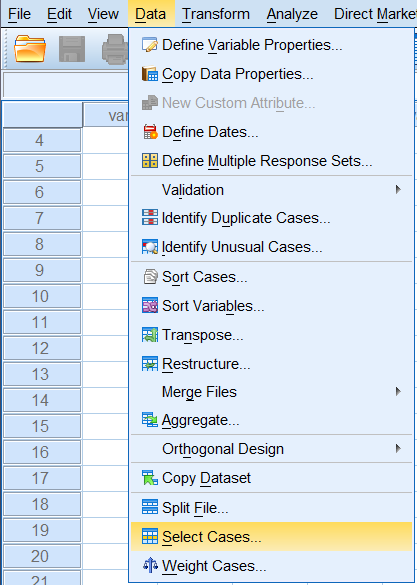 File Edit View Data Transform Analyze Direct Marke
Define Variable Properties...
Copy Data Properties...
New Custom Attribute...
var
Define Dates...
4
5
Define Multiple Response Sets...
6
Validation
7
Identify Duplicate Cases...
8
Identify Unusual Cases...
9
Sort Cases...
10
Sort Variables...
11
Transpose...
12
Restructure...
13
Merge Files
14
Aggregate...
15
Orthogonal Design
16
Copy Dataset
17
Split File...
18
Select Cases...
19
Weight Cases...
20
21